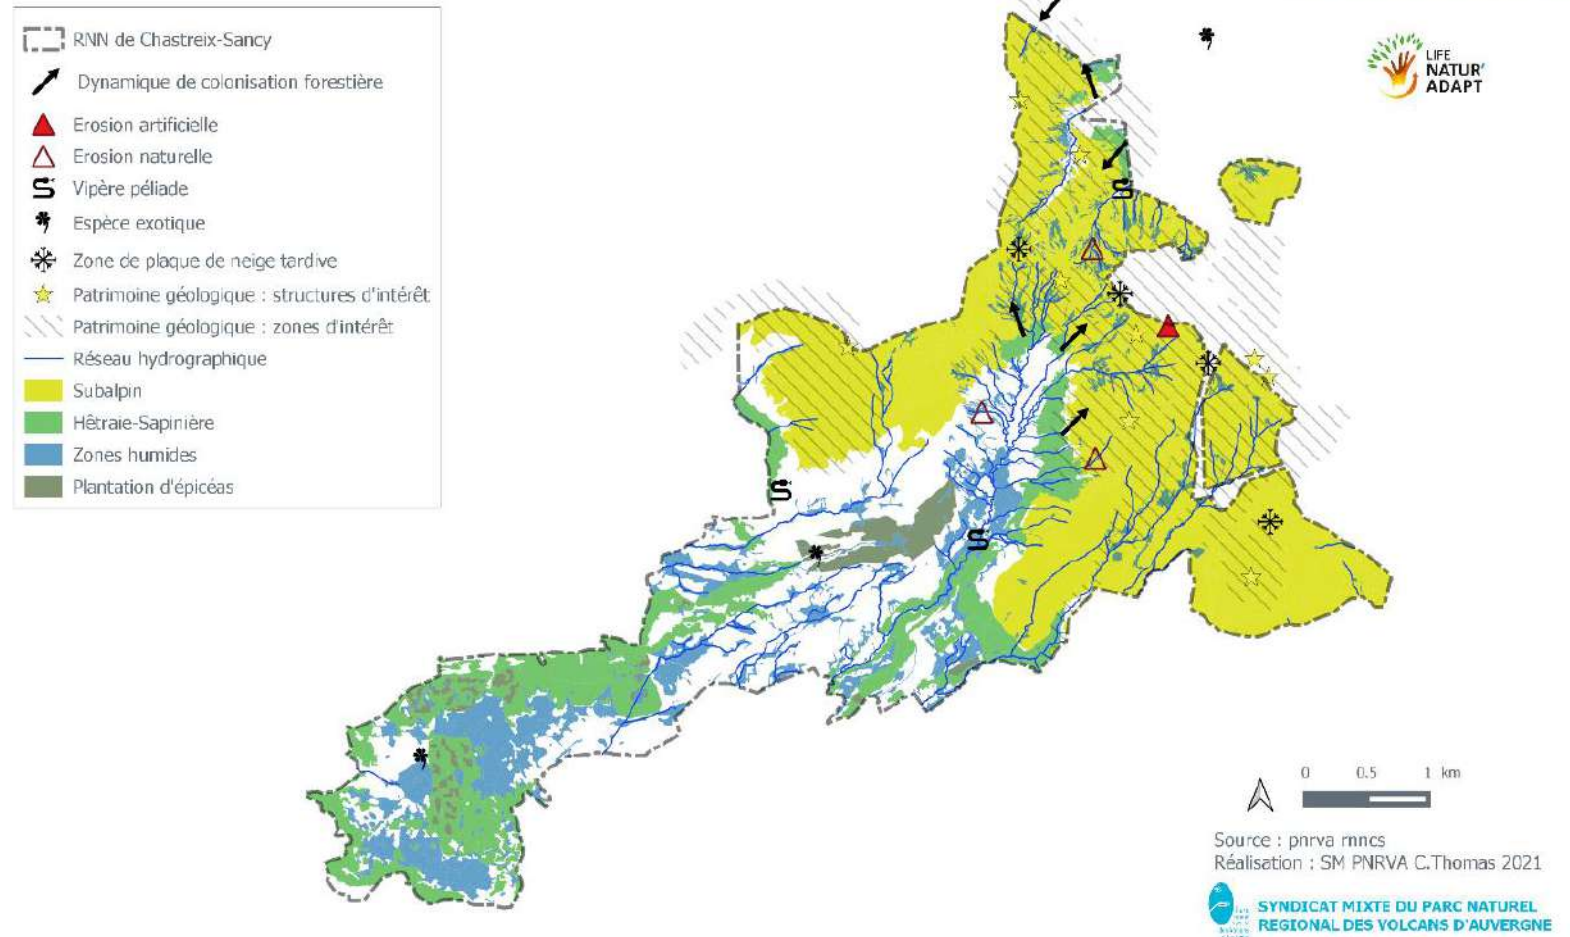 RNN de Chastreix-Sancy
Dynamique de colonisation forestière
Erosion artificielle
Erosion naturelle
Vipère péliade
Espèce exotique
Zone de plaque de neige tardive
Patrimoine géologique : structures d'intérêt
Patrimoine géologique : zones d'intérêt
Réseau hydrographique
Subalpin
Hêtraie-Sapinière
Zones humides
Plantation d'épicéas
LIFE
NATUR'
ADAPT
0 0.5 1 km
Source : pnrva rnncs
Réalisation : SM PNRVA C.Thomas 2021
SYNDICAT MIXTE DU PARC NATUREL
REGIONAL DES VOLCANS D'AUVERGNE